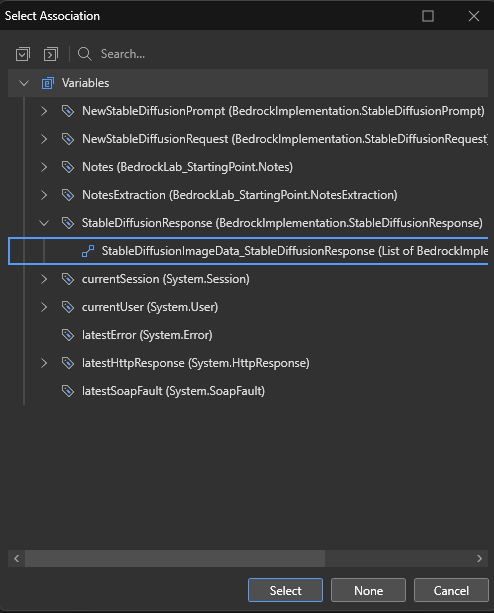 Select Association
Search...
Variables
NewStableDiffusionPrompt (BedrockImplementation.StableDiffusionPrompt)
NewStableDiffusionRequest (BedrockImplementation.StableDiffusionRequest)
Notes (BedrockLab_StartingPoint.Notes)
NotesExtraction (BedrockLab_StartingPoint.NotesExtraction)
StableDiffusionResponse (BedrockImplementation.StableDiffusionResponse)
StableDiffusionImageData_StableDiffusionResponse (List of BedrockImple
currentSession (System.Session)
currentUser (System.User)
latestError (System.Error)
latestHttpResponse (System.HttpResponse)
latestSoapFault (System.SoapFault)
Select None Cancel